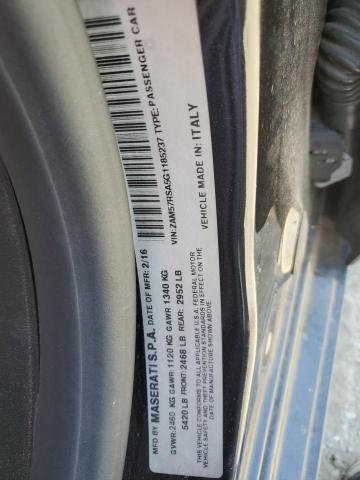 MFD BY MASERATI S.P.A. DATE OF MFR: 2/16
GVWR:2460 KG GAWR:1120 KG GAWR 1340 KG
5420 LB FRONT:2468 LB REAR: 2952 LB
THIS VEHICLE CONFORMS TO ALL APPLICABLE U.S.A. FEDERAL MOTOR
VEHICLE SAFETY AND THEFT PREVENTION STANDARDS IN EFFECT ON THE
DATE OF MANUFACTURE SHOWN ABOVE.
VIN:ZAM57RSA5G1185237 TYPE: PASSENGER CAR
VEHICLE MADE IN: ITALY